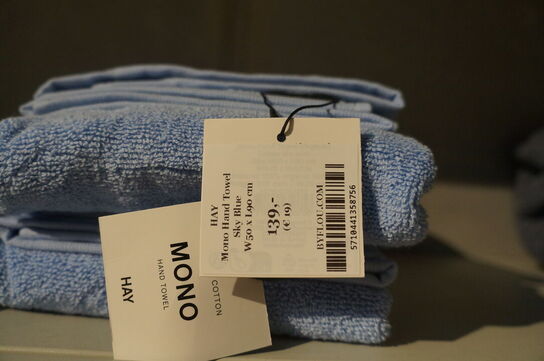 HAY
Mono Hand Towel
Sky Blue
W50 x L90 cm
139,-
(€ 19)
BYFLOU.COM
5710441358756
MONO
HAND TOWEL
COTTON
HAY